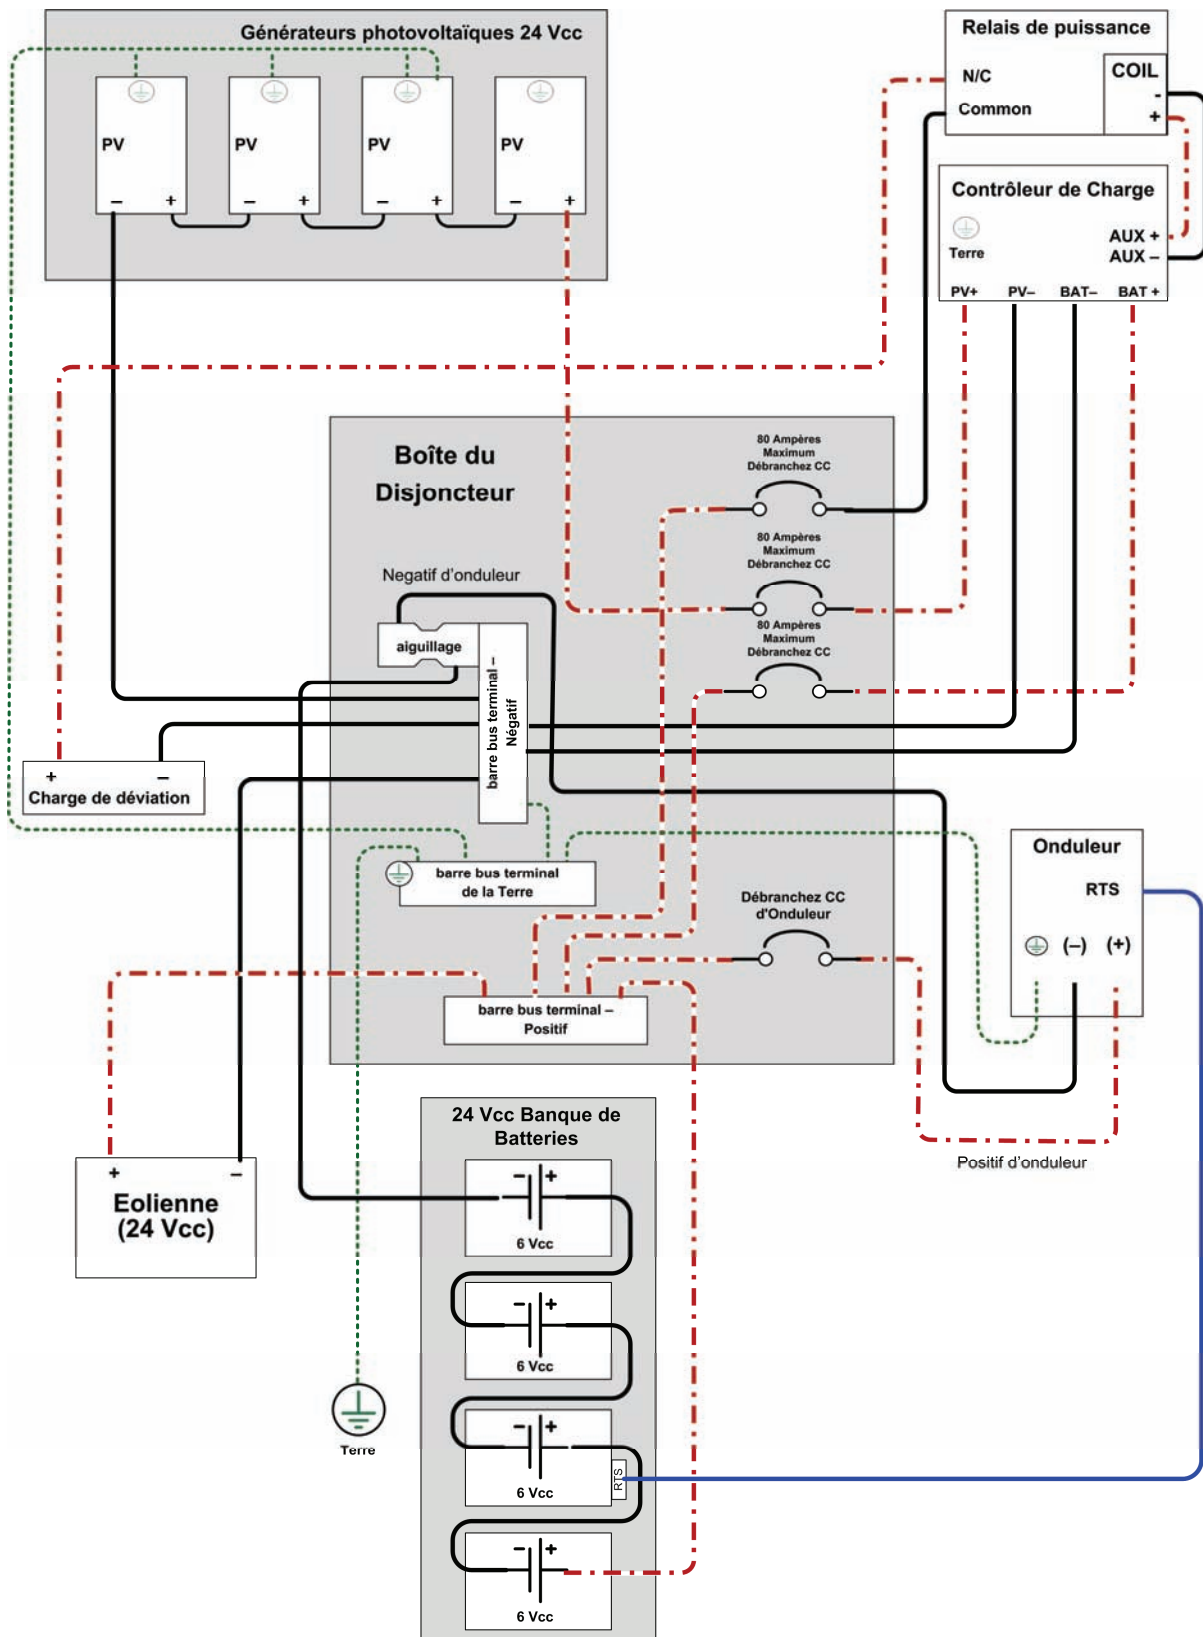 Générateurs photovoltaïques 24 Vcc
PV
PV
PV
PV
– +
– +
– +
– +
Relais de puissance
N/C
Common
COIL
-
+
Contrôleur de Charge
Terre
AUX +
AUX –
PV+ PV– BAT– BAT +
Boîte du
Disjoncteur
80 Ampères
Maximum
Débranchez CC
80 Ampères
Maximum
Débranchez CC
80 Ampères
Maximum
Débranchez CC
Negatif d'onduleur
aiguillage
barre bus terminal –
Négatif
+ –
Charge de déviation
barre bus terminal
de la Terre
Débranchez CC
d'Onduleur
Onduleur
RTS
(–) (+)
barre bus terminal –
Positif
Positif d'onduleur
+ –
Eolienne
(24 Vcc)
24 Vcc Banque de
Batteries
– +
6 Vcc
– +
6 Vcc
– +
6 Vcc
RTS
– +
6 Vcc
Terre